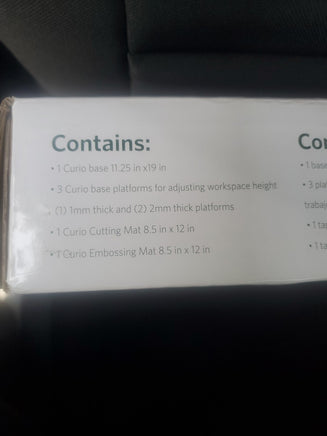 Contains:
• 1 Curio base 11.25 in x19 in
• 3 Curio base platforms for adjusting workspace height
(1) 1mm thick and (2) 2mm thick platforms
• 1 Curio Cutting Mat 8.5 in x 12 in
• 1 Curio Embossing Mat 8.5 in x 12 in
Con
• 1 base
• 3 pla
trabaj
• 1 ta
• 1 ta